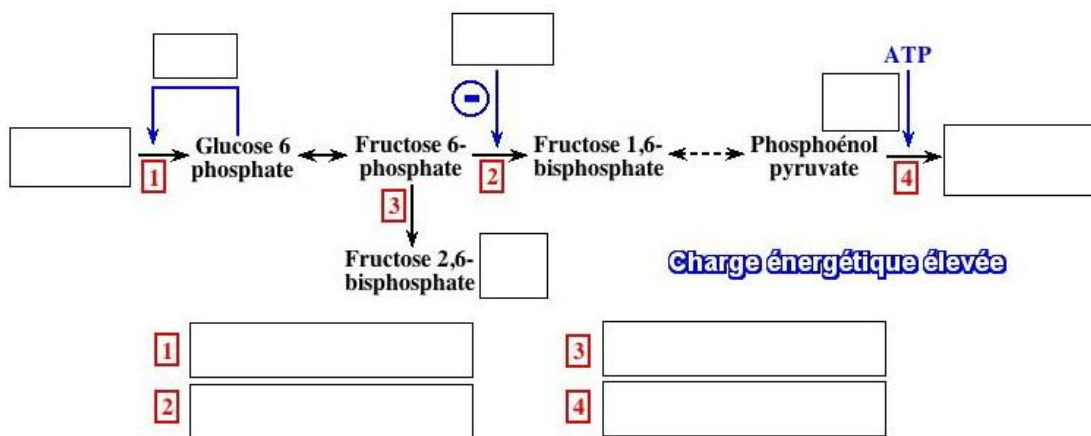 ATP
Glucose 6
phosphate
Fructose 6-
phosphate
Fructose 1,6-
bisphosphate
Phosphoénol
pyruvate
1
2
4
3
Fructose 2,6-
bisphosphate
Charge énergétique élevée
1
3
2
4